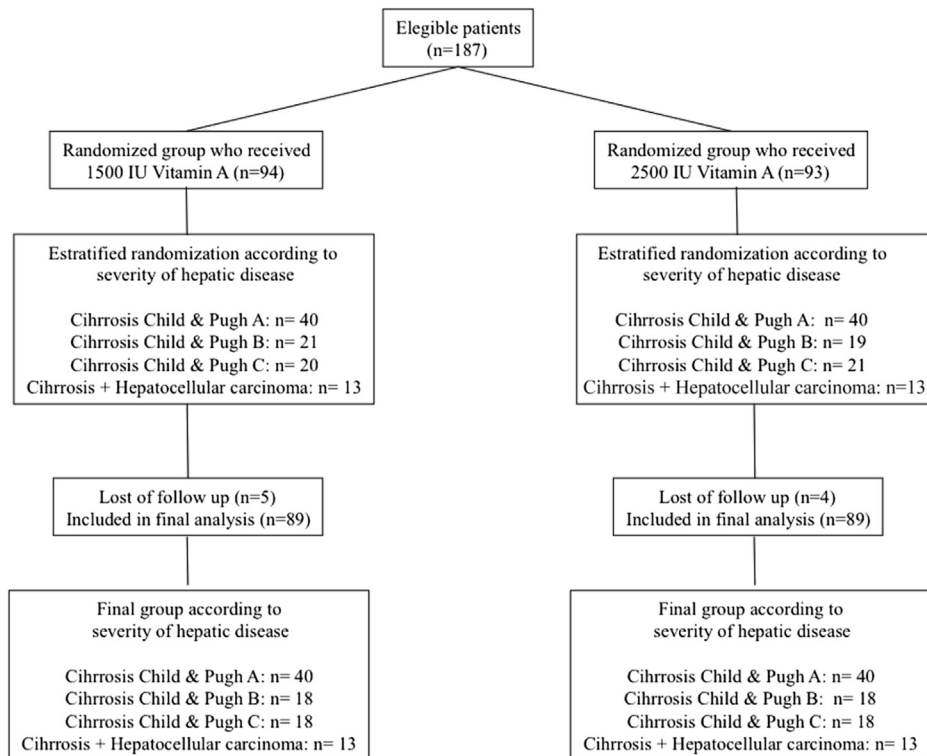 Elegible patients
(n=187)
Randomized group who received
1500 IU Vitamin A (n=94)
Randomized group who received
2500 IU Vitamin A (n=93)
Estratified randomization according to
severity of hepatic disease
Cihrrosis Child & Pugh A: n= 40
Cihrrosis Child & Pugh B: n= 21
Cihrrosis Child & Pugh C: n= 20
Cihrrosis + Hepatocellular carcinoma: n= 13
Estratified randomization according to
severity of hepatic disease
Cihrrosis Child & Pugh A: n= 40
Cihrrosis Child & Pugh B: n= 19
Cihrrosis Child & Pugh C: n= 21
Cihrrosis + Hepatocellular carcinoma: n=13
Lost of follow up (n=5)
Included in final analysis (n=89)
Lost of follow up (n=4)
Included in final analysis (n=89)
Final group according to
severity of hepatic disease
Cihrrosis Child & Pugh A: n= 40
Cihrrosis Child & Pugh B: n= 18
Cihrrosis Child & Pugh C: n= 18
Cihrrosis + Hepatocellular carcinoma: n= 13
Final group according to
severity of hepatic disease
Cihrrosis Child & Pugh A: n= 40
Cihrrosis Child & Pugh B: n= 18
Cihrrosis Child & Pugh C: n= 18
Cihrrosis + Hepatocellular carcinoma: n= 13